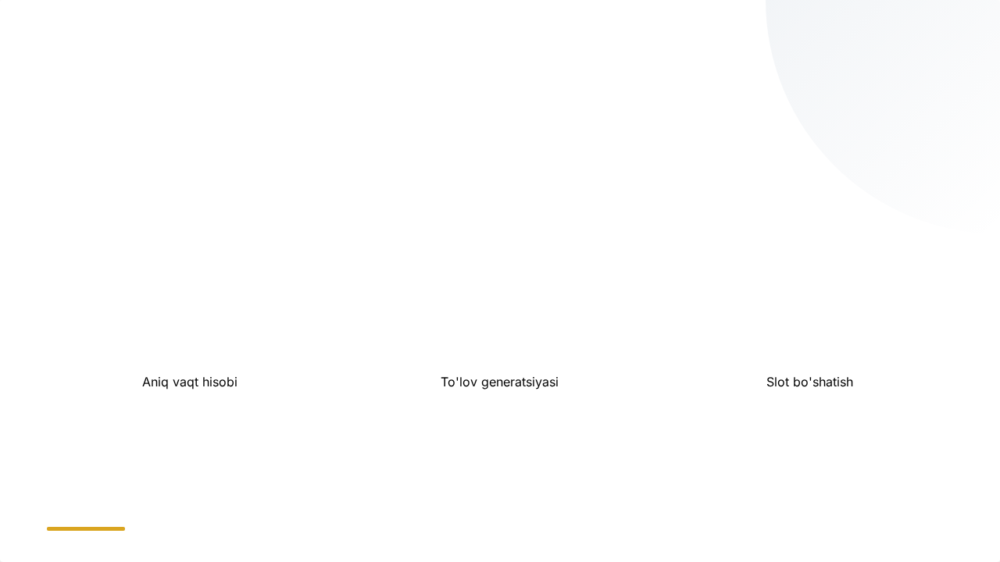 Aniq vaqt hisobi
To'lov generatsiyasi
Slot bo'shatish